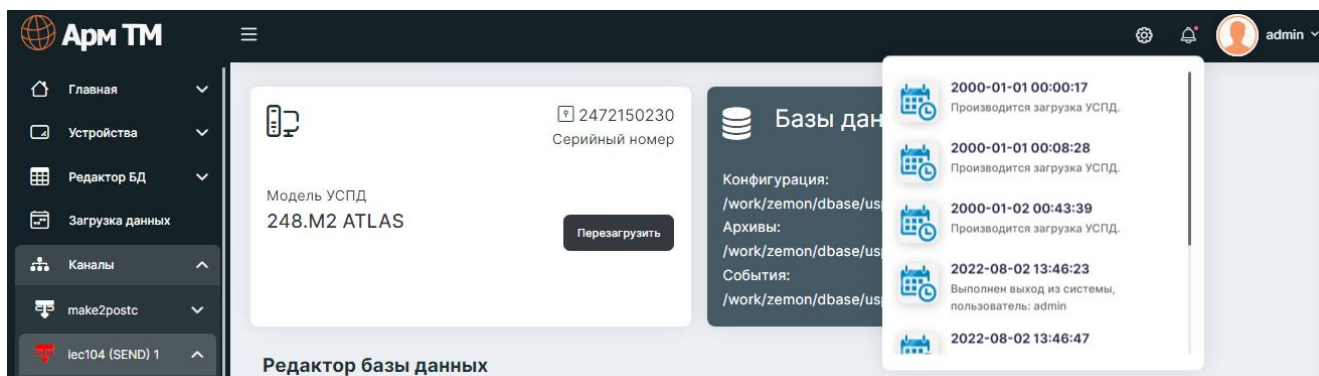 Арм ТМ
admin
Главная
Устройства
Редактор БД
Загрузка данных
Каналы
make2postc
Iec104 (SEND) 1
2472150230
Серийный номер
Модель УСПД
248.M2 ATLAS
Перезагрузить
Базы дан
Конфигурация:
/work/zemon/dbase/us
Архивы:
/work/zemon/dbase/us
События:
/work/zemon/dbase/us
2000-01-01 00:00:17
Производится загрузка УСПД.
2000-01-01 00:08:28
Производится загрузка УСПД.
2000-01-02 00:43:39
Производится загрузка УСПД.
2022-08-02 13:46:23
Выполнен выход из системы,
пользователь: admin
2022-08-02 13:46:47
Редактор базы данных